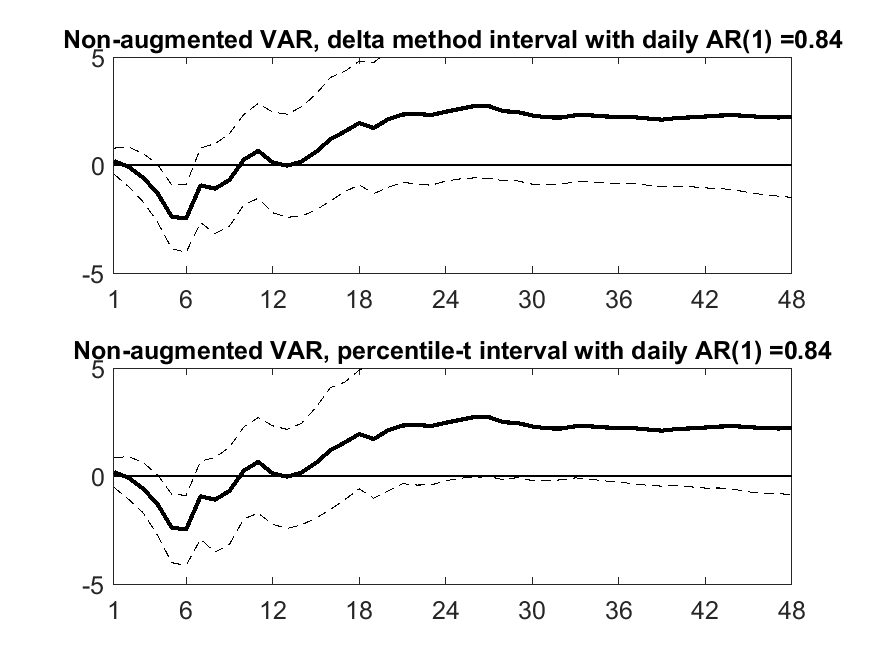 Non-augmented VAR, delta method interval with daily AR(1) =0.84
5
0
-5
1 6 12 18 24 30 36 42 48
Non-augmented VAR, percentile-t interval with daily AR(1) =0.84
5
0
-5
1 6 12 18 24 30 36 42 48